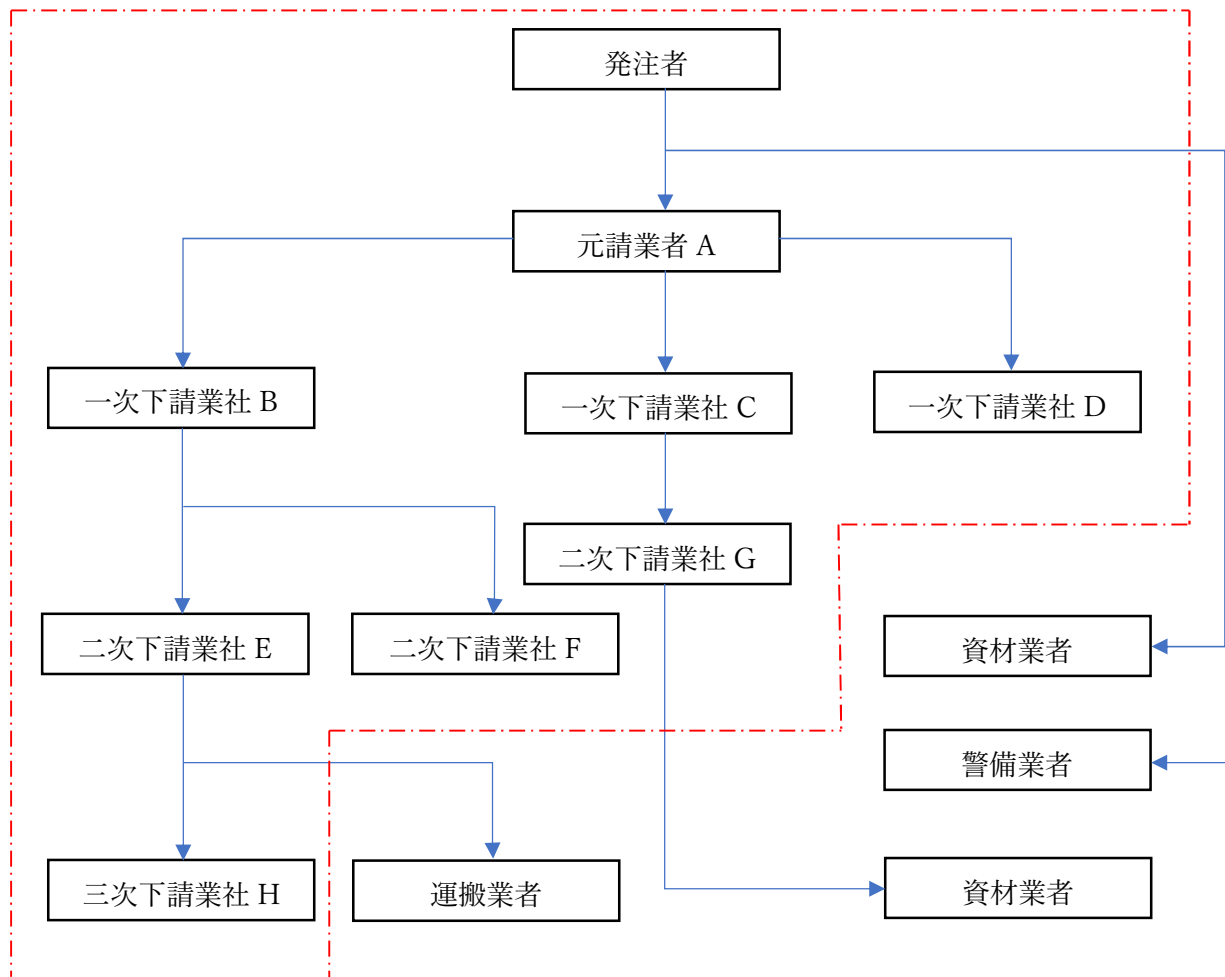 発注者
元請業者 A
一次下請業社 B
一次下請業社 C
一次下請業社 D
二次下請業社 G
二次下請業社 E
二次下請業社 F
資材業者
警備業者
三次下請業社 H
運搬業者
資材業者